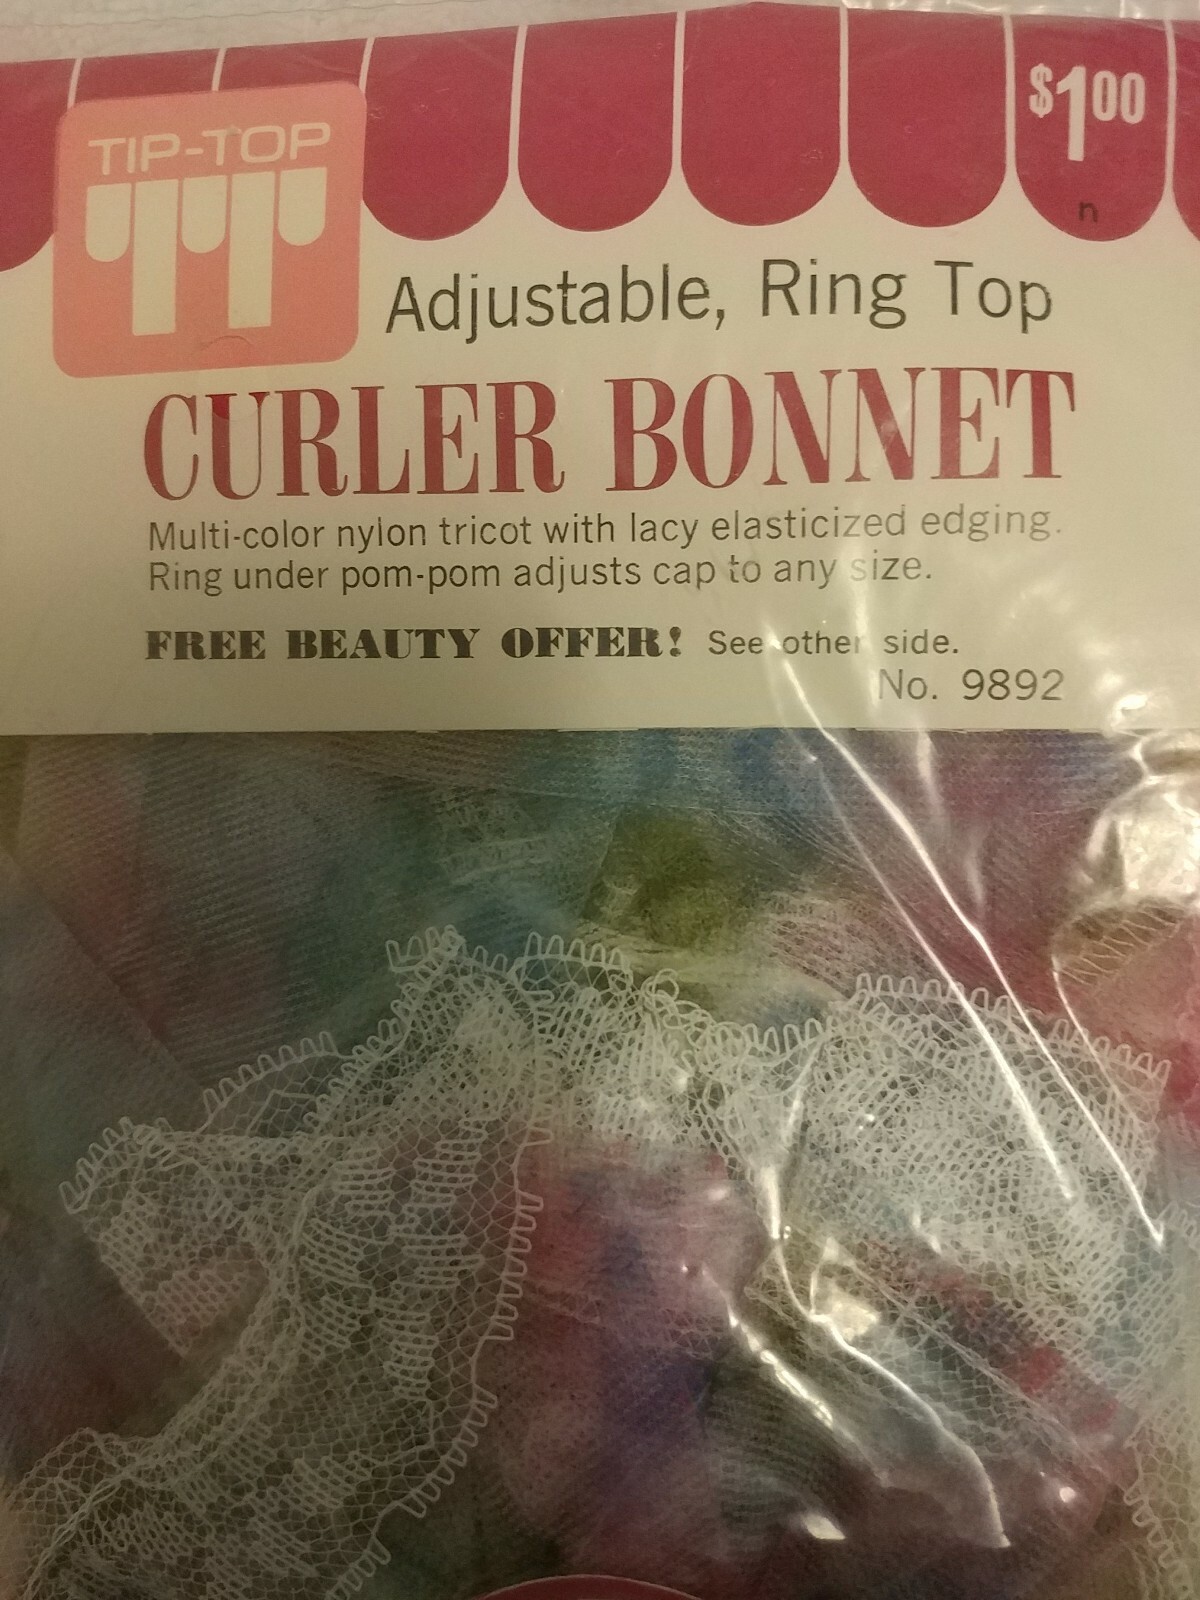 $1.00
n
TIP-TOP
Adjustable, Ring Top
CURLER BONNET
Multi-color nylon tricot with lacy elasticized edging.
Ring under pom-pom adjusts cap to any size.
FREE BEAUTY OFFER! See other side.
No. 9892